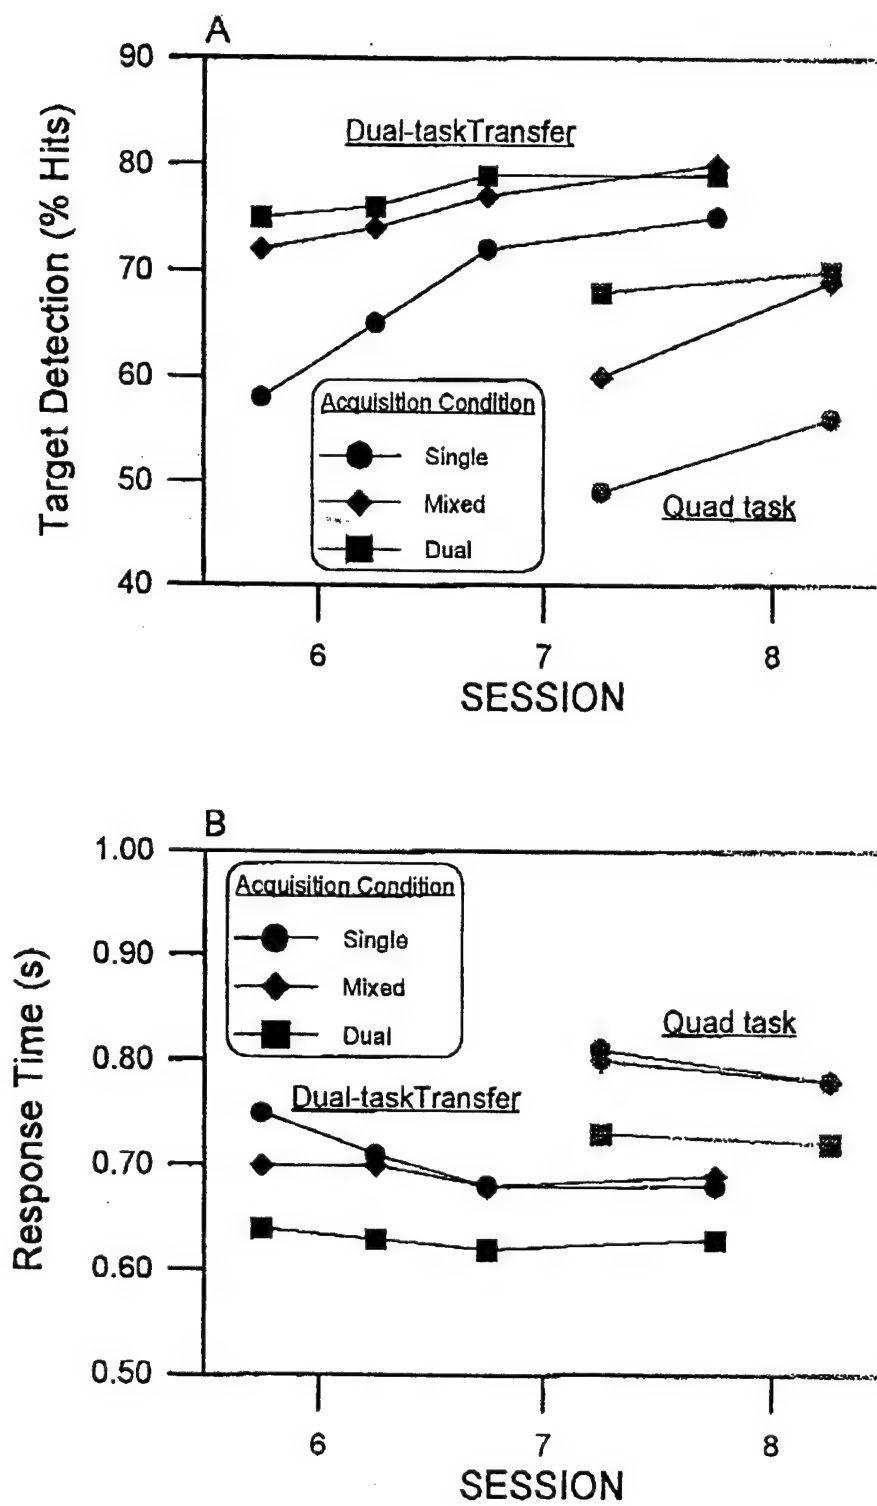 A
90
80
70
60
50
40
Target Detection (% Hits)
Dual-taskTransfer
Acquisition Condition
Single
Mixed
Dual
Quad task
6 7 8
SESSION
B
1.00
0.90
0.80
0.70
0.60
0.50
Response Time (s)
Acquisition Condition
Single
Mixed
Dual
Quad task
Dual-taskTransfer
6 7 8
SESSION